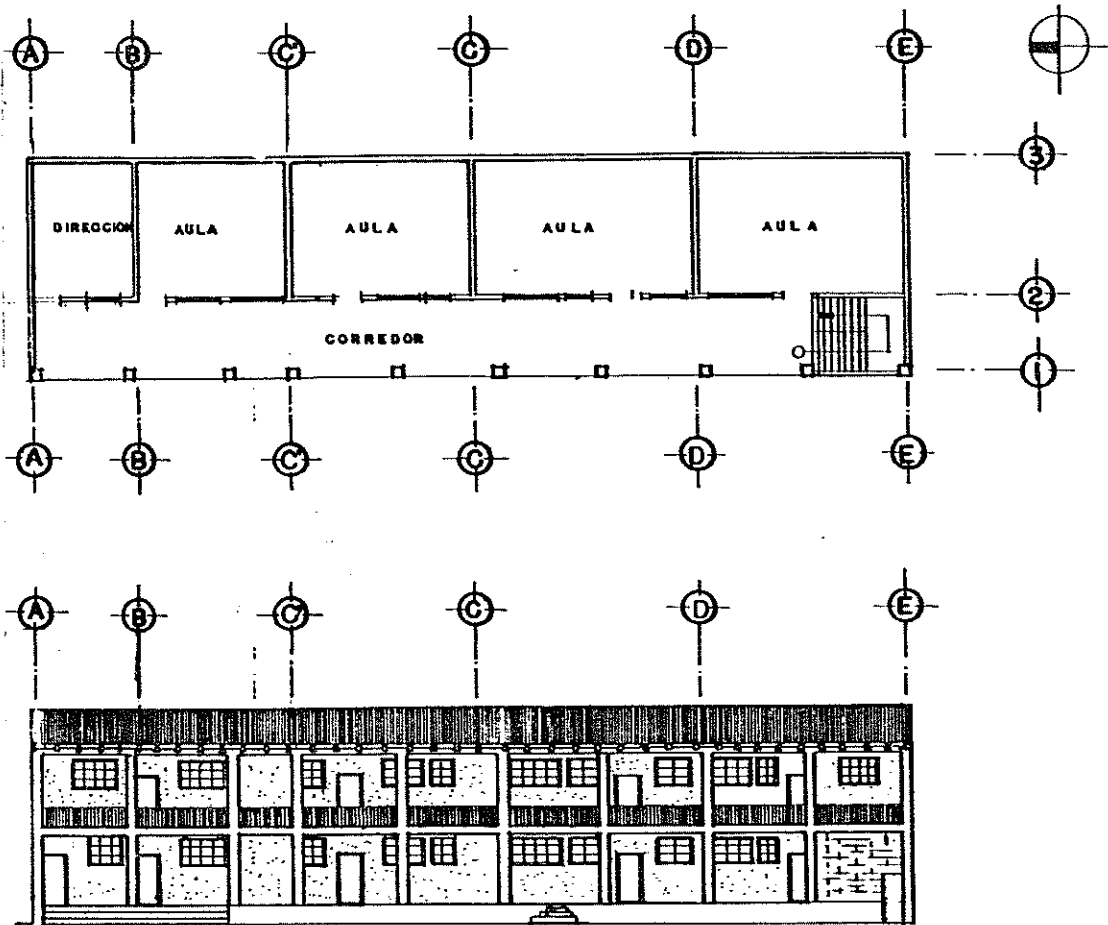 A B C' C D E
3
DIRECCION AULA AULA AULA AULA
2
CORREDOR
1
A B C' C D E
A B C' C D E